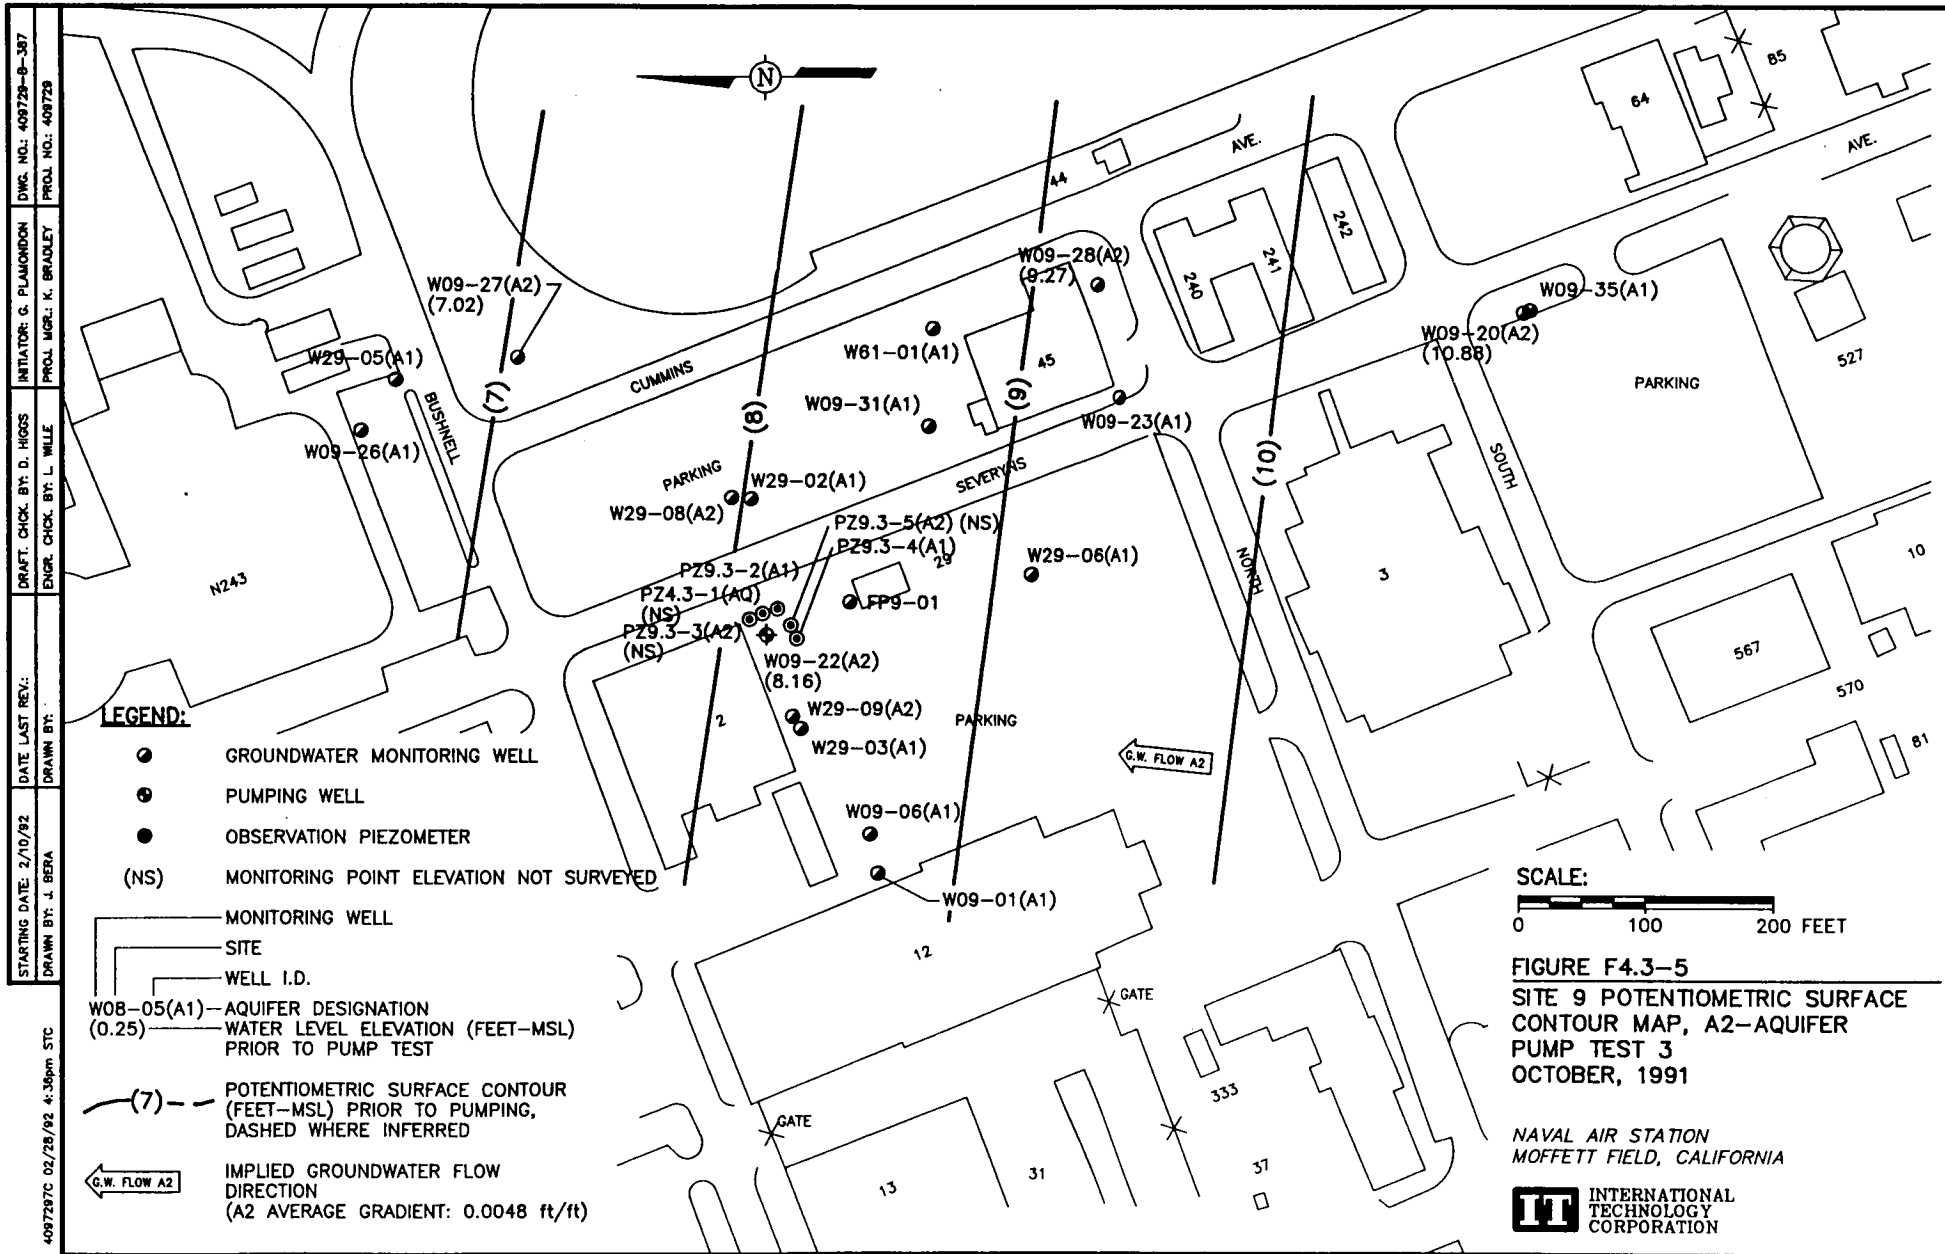 DWG. NO.: 409729-B-387
PROJ. NO.: 409729
INITIATOR: G. PLAMONDON
PROJ. MGR.: K. BRADLEY
DRAFT. CHCK. BY: D. HIGGS
ENGR. CHCK. BY: L. WILLE
DATE LAST REV.:
DRAWN BY:
STARTING DATE: 2/10/92
DRAWN BY: J. BERA
4097297C 02/28/92 4:38pm STC
N
85
64
AVE.
AVE.
44
242
241
240
W09-28(A2)
(9.27)
W09-27(A2)
(7.02)
W09-35(A1)
W09-20(A2)
(10.88)
527
PARKING
W61-01(A1)
45
W29-05(A1)
CUMMINS
(7)
(8)
(9)
(10)
BUSHNELL
W09-31(A1)
W09-23(A1)
W09-26(A1)
SOUTH
PARKING
SEVERYNS
W29-02(A1)
W29-08(A2)
PZ9.3-5(A2) (NS)
PZ9.3-4(A1)
29
W29-06(A1)
NORTH
3
10
N243
PZ9.3-2(A1)
PZ4.3-1(AQ)
(NS)
FP9-01
PZ9.3-3(A2)
(NS)
W09-22(A2)
(8.16)
567
570
81
2
W29-09(A2)
PARKING
W29-03(A1)
G.W. FLOW A2
W09-06(A1)
W09-01(A1)
12
GATE
GATE
333
37
31
13
LEGEND:
GROUNDWATER MONITORING WELL
PUMPING WELL
OBSERVATION PIEZOMETER
(NS) MONITORING POINT ELEVATION NOT SURVEYED
MONITORING WELL
SITE
WELL I.D.
W08-05(A1) AQUIFER DESIGNATION
(0.25) WATER LEVEL ELEVATION (FEET-MSL)
PRIOR TO PUMP TEST
(7) POTENTIOMETRIC SURFACE CONTOUR
(FEET-MSL) PRIOR TO PUMPING,
DASHED WHERE INFERRED
G.W. FLOW A2 IMPLIED GROUNDWATER FLOW
DIRECTION
(A2 AVERAGE GRADIENT: 0.0048 ft/ft)
SCALE:
0 100 200 FEET
FIGURE F4.3-5
SITE 9 POTENTIOMETRIC SURFACE
CONTOUR MAP, A2-AQUIFER
PUMP TEST 3
OCTOBER, 1991
NAVAL AIR STATION
MOFFETT FIELD, CALIFORNIA
IT INTERNATIONAL
TECHNOLOGY
CORPORATION